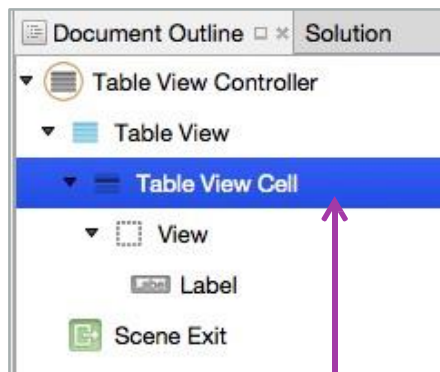 Document Outline Solution
Table View Controller
Table View
Table View Cell
View
Label Label
Scene Exit